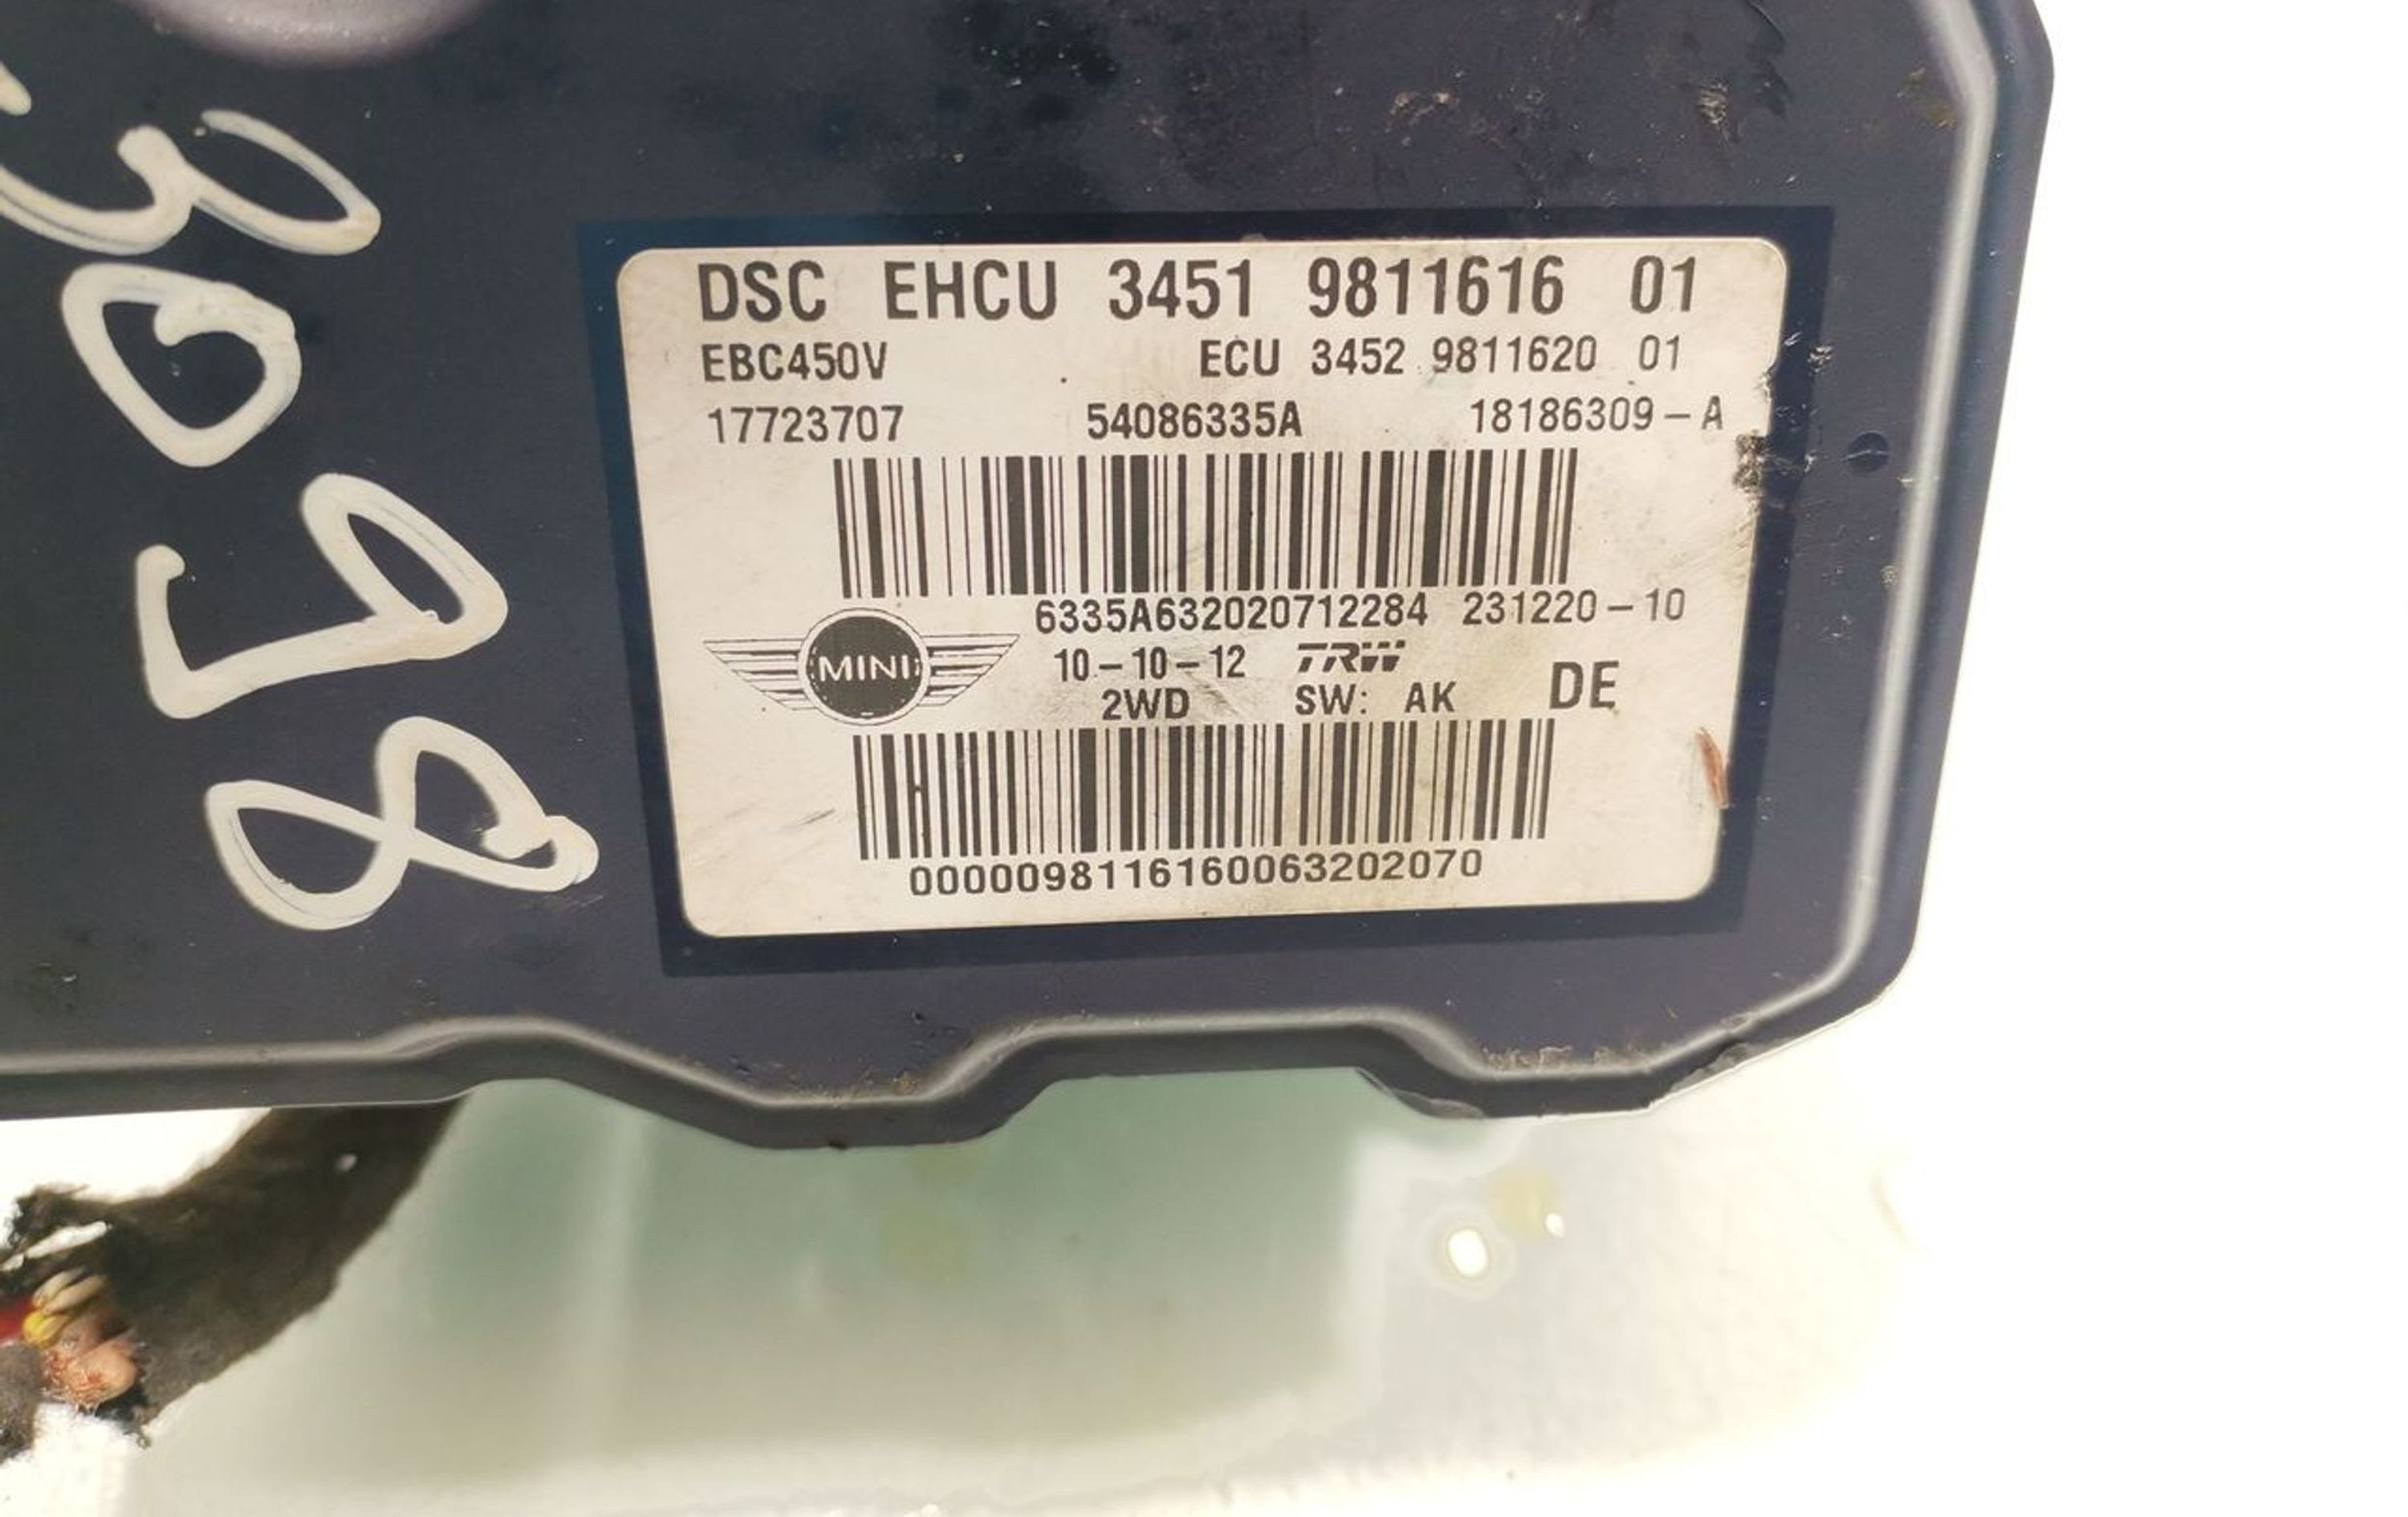 DSC EHCU 3451 9811616 01
EBC450V ECU 3452 9811620 01
17723707 54086335A 18186309-A
6335A632020712284 231220-10
MINI 10-10-12 TRW
2WD SW: AK DE
0000098116160063202070